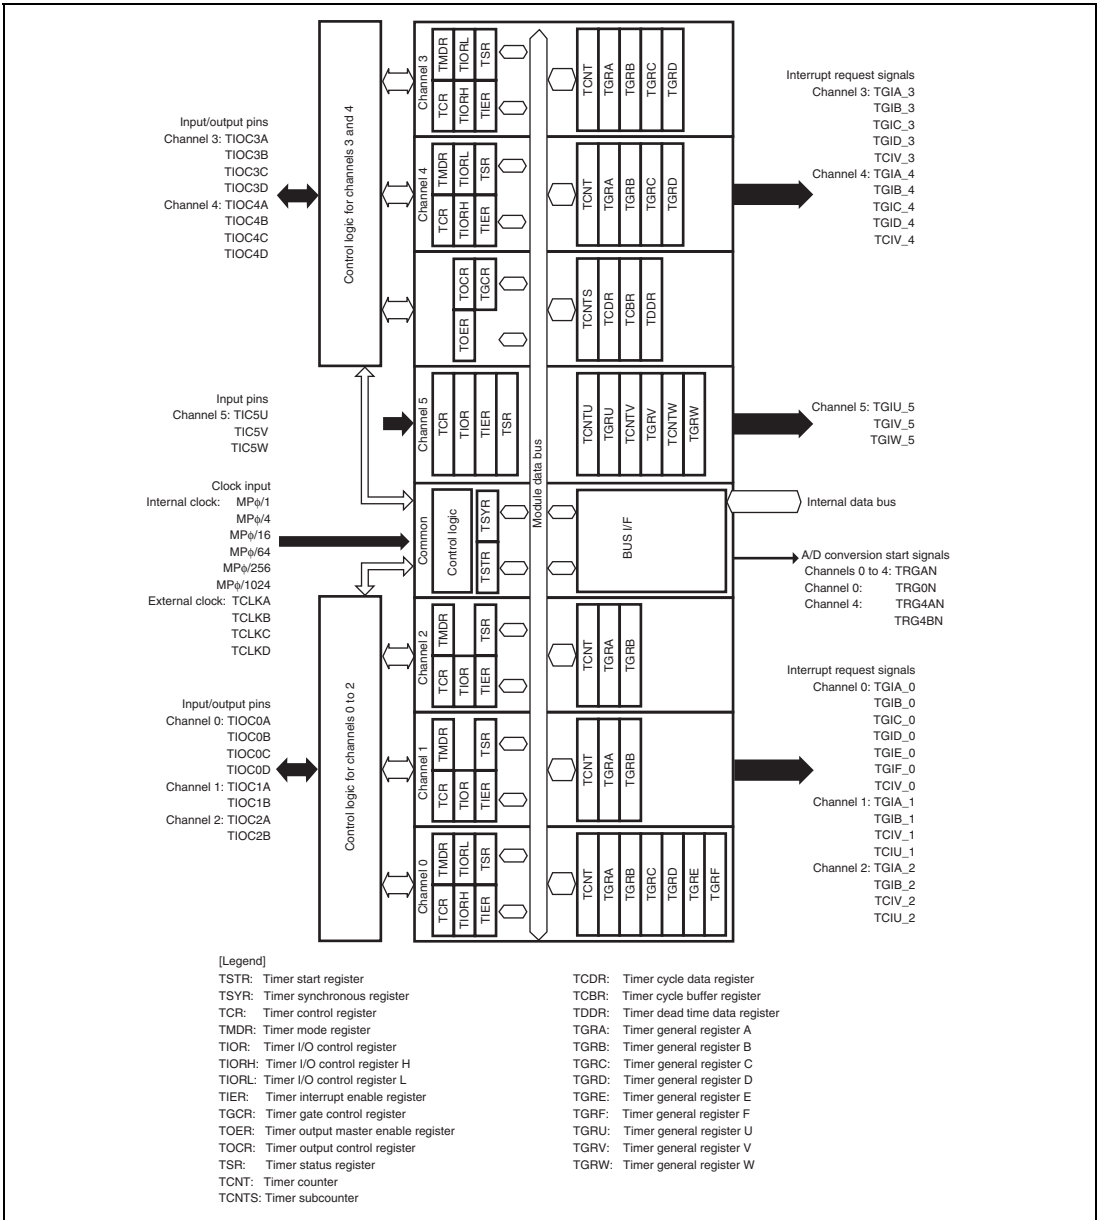 Input/output pins
Channel 3: TIOC3A
TIOC3B
TIOC3C
TIOC3D
Channel 4: TIOC4A
TIOC4B
TIOC4C
TIOC4D
Input pins
Channel 5: TIC5U
TIC5V
TIC5W
Clock input
Internal clock: MPφ/1
MPφ/4
MPφ/16
MPφ/64
MPφ/256
MPφ/1024
External clock: TCLKA
TCLKB
TCLKC
TCLKD
Input/output pins
Channel 0: TIOC0A
TIOC0B
TIOC0C
TIOC0D
Channel 1: TIOC1A
TIOC1B
Channel 2: TIOC2A
TIOC2B
Control logic for channels 3 and 4
Control logic for channels 0 to 2
Channel 3
TMDR
TIORL
TSR
TCR
TIORH
TIER
TCNT
TGRA
TGRB
TGRC
TGRD
Channel 4
TMDR
TIORL
TSR
TCR
TIORH
TIER
TCNT
TGRA
TGRB
TGRC
TGRD
TOCR
TGCR
TOER
TCNTS
TCDR
TCBR
TDDR
Channel 5
TCR
TIOR
TIER
TSR
TCNTU
TGRU
TCNTV
TGRV
TCNTW
TGRW
Module data bus
Common
Control logic
TSYR
TSTR
BUS I/F
Channel 2
TMDR
TSR
TCR
TIOR
TIER
TCNT
TGRA
TGRB
Channel 1
TMDR
TSR
TCR
TIOR
TIER
TCNT
TGRA
TGRB
Channel 0
TMDR
TIORL
TSR
TCR
TIORH
TIER
TCNT
TGRA
TGRB
TGRC
TGRD
TGRE
TGRF
Interrupt request signals
Channel 3: TGIA_3
TGIB_3
TGIC_3
TGID_3
TCIV_3
Channel 4: TGIA_4
TGIB_4
TGIC_4
TGID_4
TCIV_4
Channel 5: TGIU_5
TGIV_5
TGIW_5
Internal data bus
A/D conversion start signals
Channels 0 to 4: TRGAN
Channel 0: TRG0N
Channel 4: TRG4AN
TRG4BN
Interrupt request signals
Channel 0: TGIA_0
TGIB_0
TGIC_0
TGID_0
TGIE_0
TGIF_0
TCIV_0
Channel 1: TGIA_1
TGIB_1
TCIV_1
TCIU_1
Channel 2: TGIA_2
TGIB_2
TCIV_2
TCIU_2
[Legend]
TSTR: Timer start register
TSYR: Timer synchronous register
TCR: Timer control register
TMDR: Timer mode register
TIOR: Timer I/O control register
TIORH: Timer I/O control register H
TIORL: Timer I/O control register L
TIER: Timer interrupt enable register
TGCR: Timer gate control register
TOER: Timer output master enable register
TOCR: Timer output control register
TSR: Timer status register
TCNT: Timer counter
TCNTS: Timer subcounter
TCDR: Timer cycle data register
TCBR: Timer cycle buffer register
TDDR: Timer dead time data register
TGRA: Timer general register A
TGRB: Timer general register B
TGRC: Timer general register C
TGRD: Timer general register D
TGRE: Timer general register E
TGRF: Timer general register F
TGRU: Timer general register U
TGRV: Timer general register V
TGRW: Timer general register W